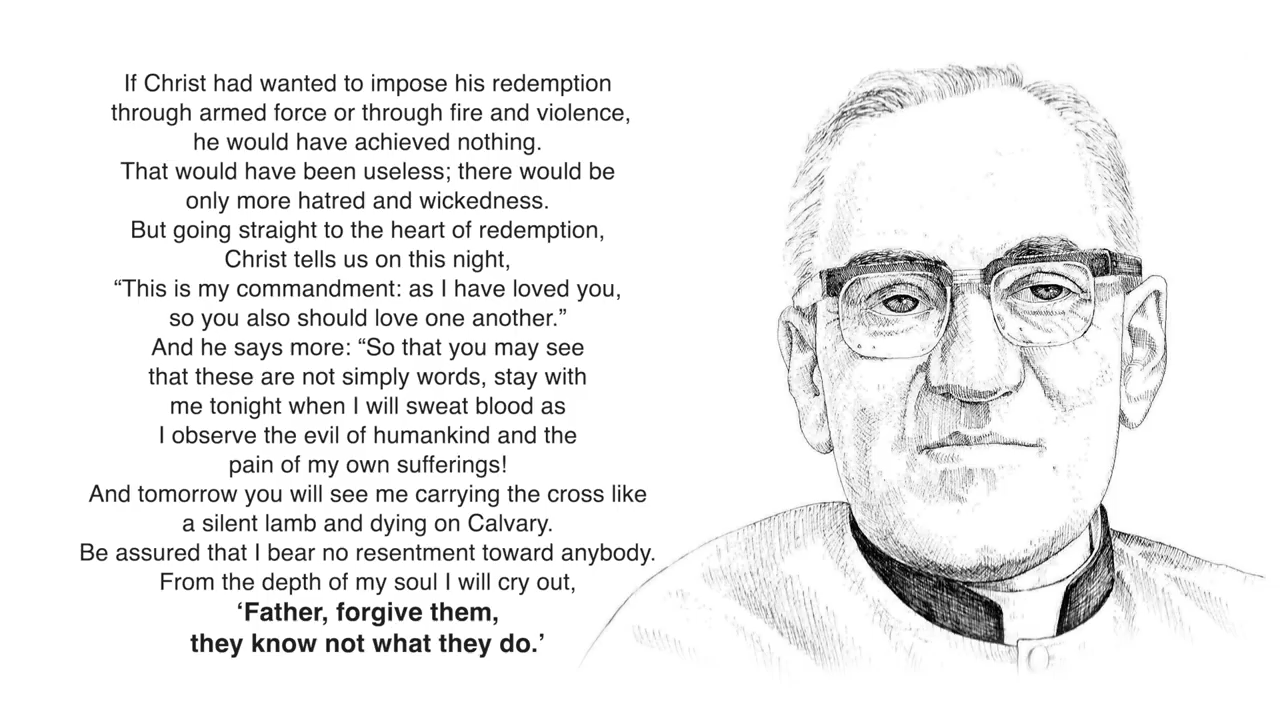 If Christ had wanted to impose his redemption
through armed force or through fire and violence,
he would have achieved nothing.
That would have been useless; there would be
only more hatred and wickedness.
But going straight to the heart of redemption,
Christ tells us on this night,
“This is my commandment: as I have loved you,
so you also should love one another.”
And he says more: “So that you may see
that these are not simply words, stay with
me tonight when I will sweat blood as
I observe the evil of humankind and the
pain of my own sufferings!
And tomorrow you will see me carrying the cross like
a silent lamb and dying on Calvary.
Be assured that I bear no resentment toward anybody.
From the depth of my soul I will cry out,
‘Father, forgive them,
they know not what they do.’